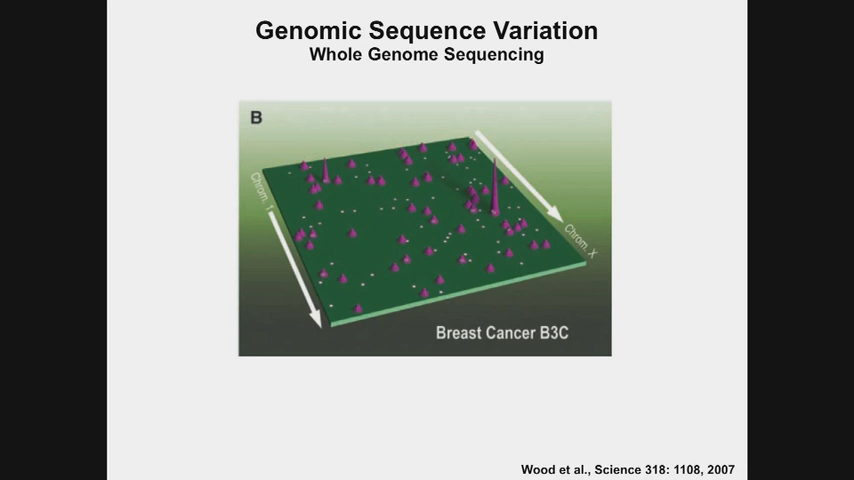 Genomic Sequence Variation
Whole Genome Sequencing
B
Chrom. 1
Chrom. X
Breast Cancer B3C
Wood et al., Science 318: 1108, 2007